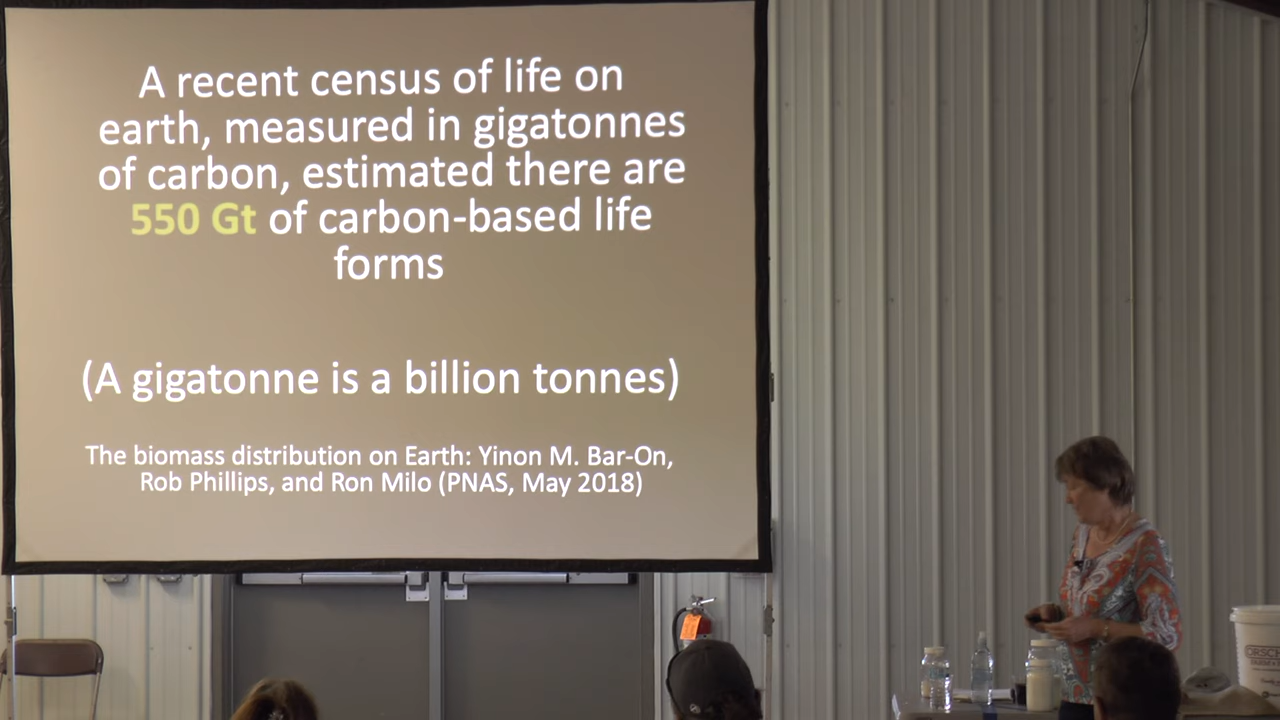 A recent census of life on
earth, measured in gigatonnes
of carbon, estimated there are
550 Gt of carbon-based life
forms
(A gigatonne is a billion tonnes)
The biomass distribution on Earth: Yinon M. Bar-On,
Rob Phillips, and Ron Milo (PNAS, May 2018)